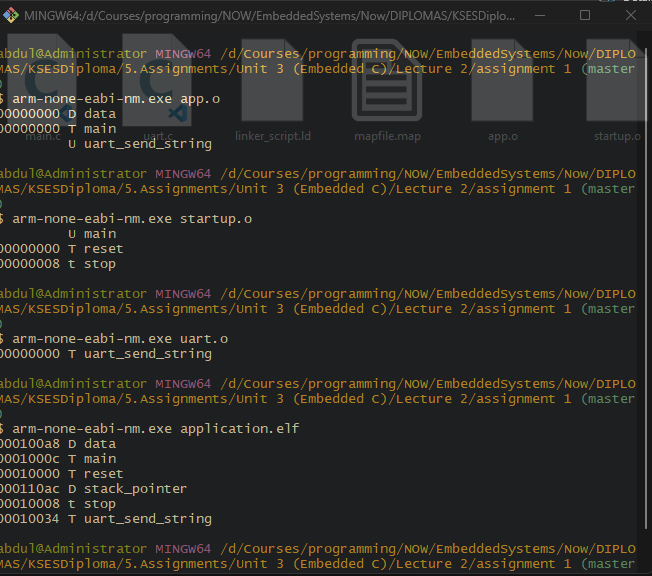 MINGW64:/d/Courses/programming/NOW/EmbeddedSystems/Now/DIPLOMAS/KSESDiplo...
abdul@Administrator MINGW64 /d/Courses/programming/NOW/EmbeddedSystems/Now/DIPLO
MAS/KSESDiploma/5.Assignments/Unit 3 (Embedded C)/Lecture 2/assignment 1 (master
)
$ arm-none-eabi-nm.exe app.o
00000000 D data
00000000 T main
U uart_send_string
main.c uart.c linker_script.ld mapfile.map app.o startup.o
abdul@Administrator MINGW64 /d/Courses/programming/NOW/EmbeddedSystems/Now/DIPLO
MAS/KSESDiploma/5.Assignments/Unit 3 (Embedded C)/Lecture 2/assignment 1 (master
)
$ arm-none-eabi-nm.exe startup.o
U main
00000000 T reset
00000008 t stop
abdul@Administrator MINGW64 /d/Courses/programming/NOW/EmbeddedSystems/Now/DIPLO
MAS/KSESDiploma/5.Assignments/Unit 3 (Embedded C)/Lecture 2/assignment 1 (master
)
$ arm-none-eabi-nm.exe uart.o
00000000 T uart_send_string
abdul@Administrator MINGW64 /d/Courses/programming/NOW/EmbeddedSystems/Now/DIPLO
MAS/KSESDiploma/5.Assignments/Unit 3 (Embedded C)/Lecture 2/assignment 1 (master
)
$ arm-none-eabi-nm.exe application.elf
000100a8 D data
0001000c T main
00010000 T reset
000110ac D stack_pointer
00010008 t stop
00010034 T uart_send_string
abdul@Administrator MINGW64 /d/Courses/programming/NOW/EmbeddedSystems/Now/DIPLO
MAS/KSESDiploma/5.Assignments/Unit 3 (Embedded C)/Lecture 2/assignment 1 (master